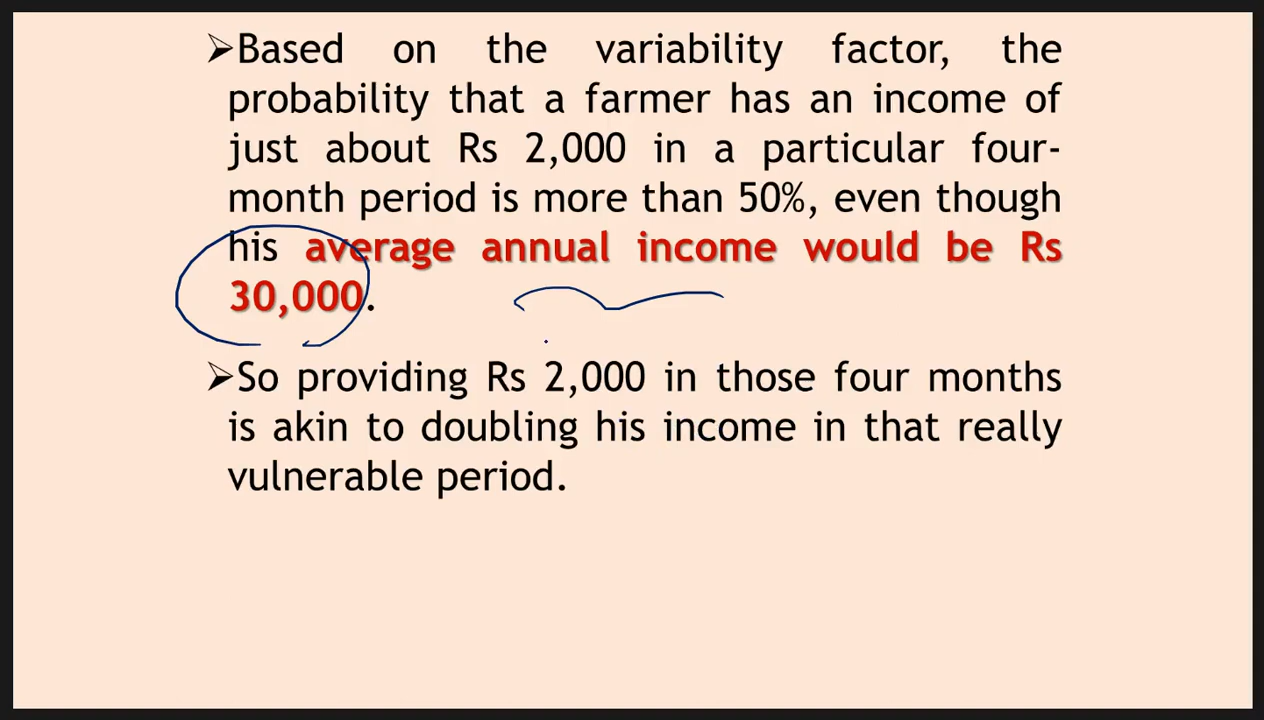 ➢Based on the variability factor, the
probability that a farmer has an income of
just about Rs 2,000 in a particular four-
month period is more than 50%, even though
his average annual income would be Rs
30,000.
➢So providing Rs 2,000 in those four months
is akin to doubling his income in that really
vulnerable period.